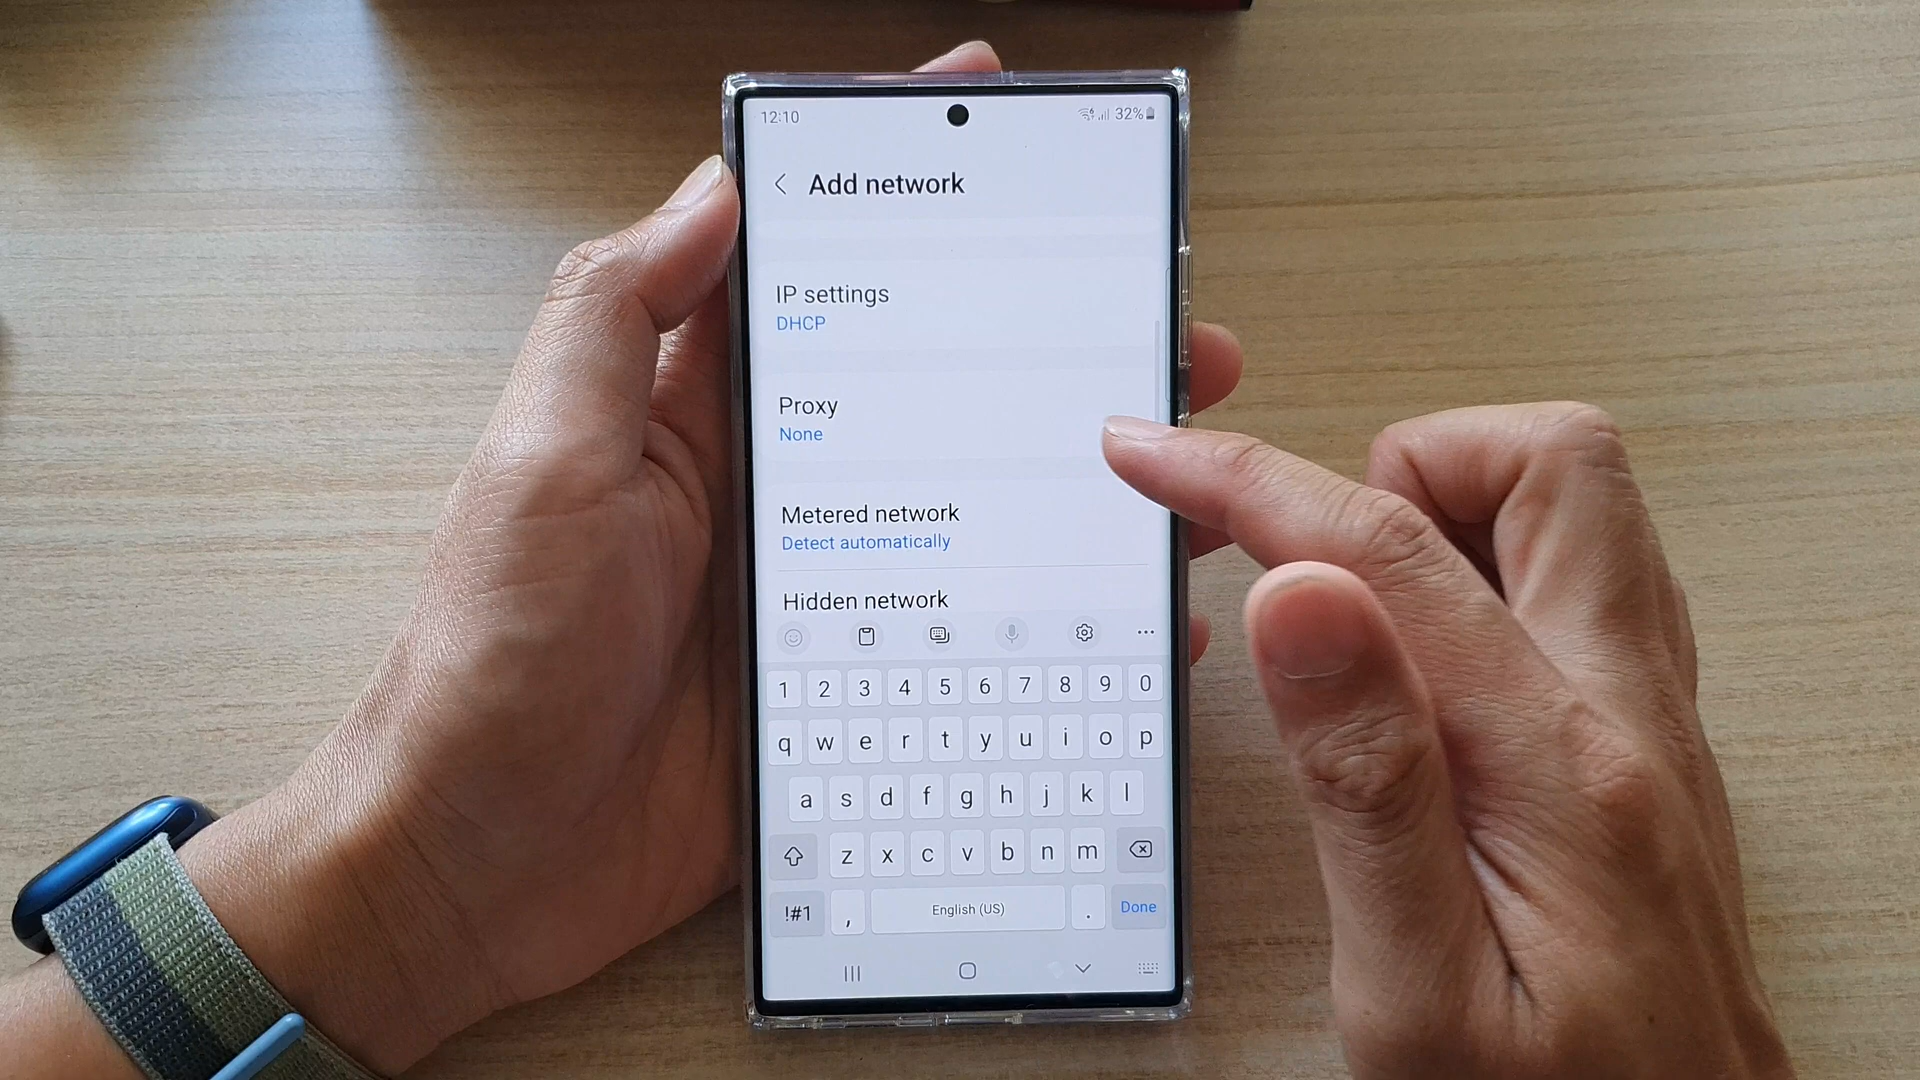 12:10
32%
Add network
IP settings
DHCP
Proxy
None
Metered network
Detect automatically
Hidden network
1 2 3 4 5 6 7 8 9 0
q w e r t y u i o p
a s d f g h j k l
z x c v b n m
!#1 , English (US) . Done